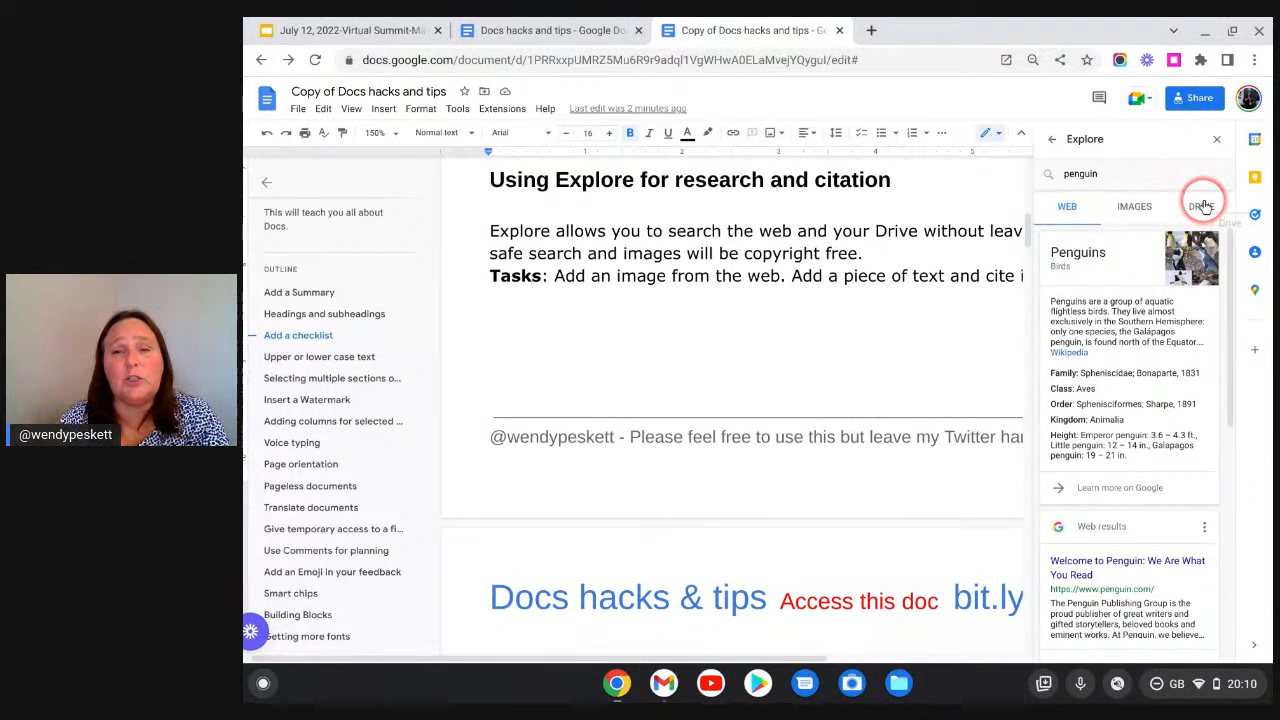 July 12, 2022-Virtual Summit-Ma
Docs hacks and tips - Google Do
Copy of Docs hacks and tips - Go
docs.google.com/document/d/1PRRxxpUMRZ5Mu6R9r9adql1VgWHwA0ELaMvejYQyguI/edit#
Copy of Docs hacks and tips
File Edit View Insert Format Tools Extensions Help Last edit was 2 minutes ago
Share
150% Normal text Arial 16 B I U A
1 2 3 4 5
This will teach you all about
Docs.
OUTLINE
Add a Summary
Headings and subheadings
Add a checklist
Upper or lower case text
Selecting multiple sections o...
Insert a Watermark
Adding columns for selected ...
Voice typing
Page orientation
Pageless documents
Translate documents
Give temporary access to a fi...
Use Comments for planning
Add an Emoji in your feedback
Smart chips
Building Blocks
Getting more fonts
Using Explore for research and citation
Explore allows you to search the web and your Drive without leav
safe search and images will be copyright free.
Tasks: Add an image from the web. Add a piece of text and cite i
@wendypeskett - Please feel free to use this but leave my Twitter han
Docs hacks & tips Access this doc bit.ly
Explore
penguin
WEB IMAGES DRIVE
Drive
Penguins
Birds
Penguins are a group of aquatic
flightless birds. They live almost
exclusively in the Southern Hemisphere:
only one species, the Galápagos
penguin, is found north of the Equator....
Wikipedia
Family: Spheniscidae; Bonaparte, 1831
Class: Aves
Order: Sphenisciformes; Sharpe, 1891
Kingdom: Animalia
Height: Emperor penguin: 3.6 – 4.3 ft.,
Little penguin: 12 – 14 in., Galapagos
penguin: 19 – 21 in.
Learn more on Google
Web results
Welcome to Penguin: We Are What
You Read
https://www.penguin.com/
The Penguin Publishing Group is the
proud publisher of great writers and
gifted storytellers, beloved books and
eminent works. At Penguin, we believe...
@wendypeskett
GB 20:10